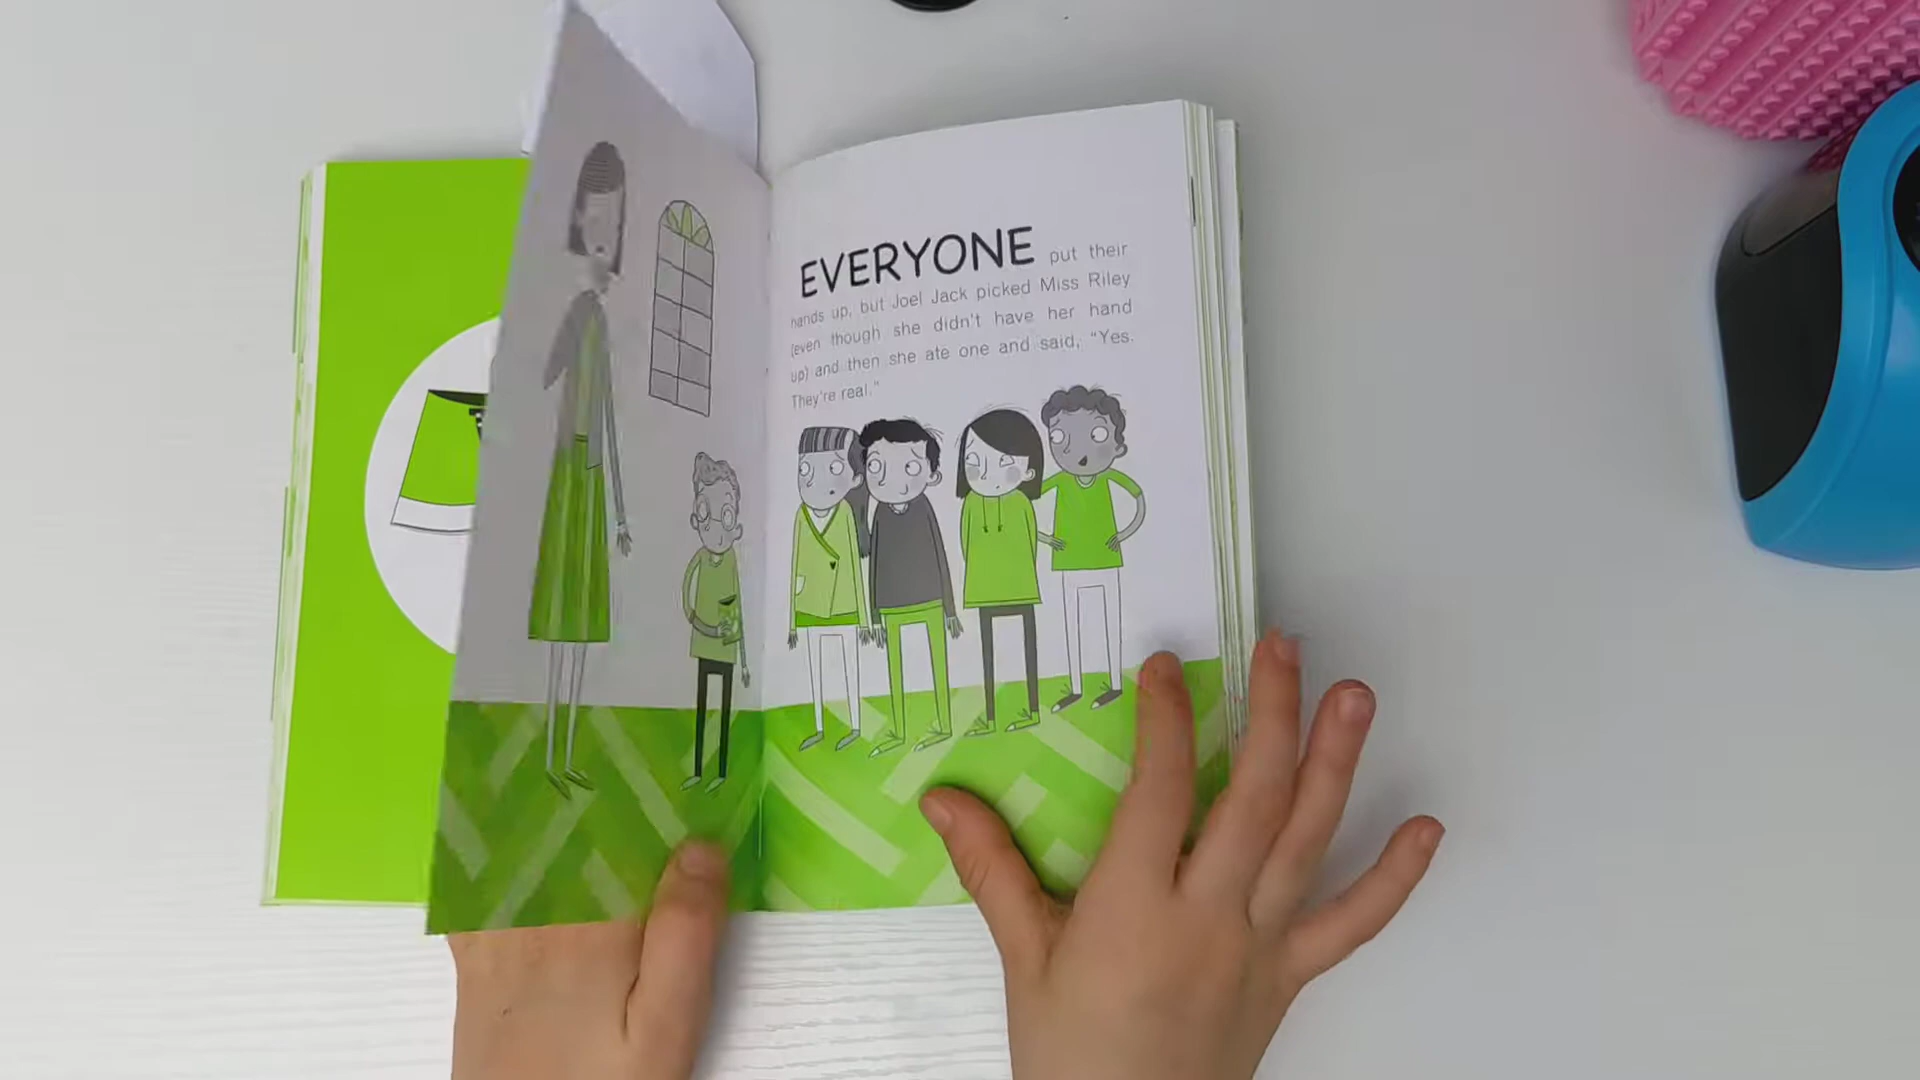 EVERYONE put their
hands up, but Joel Jack picked Miss Riley
(even though she didn't have her hand
up) and then she ate one and said, "Yes.
They're real."